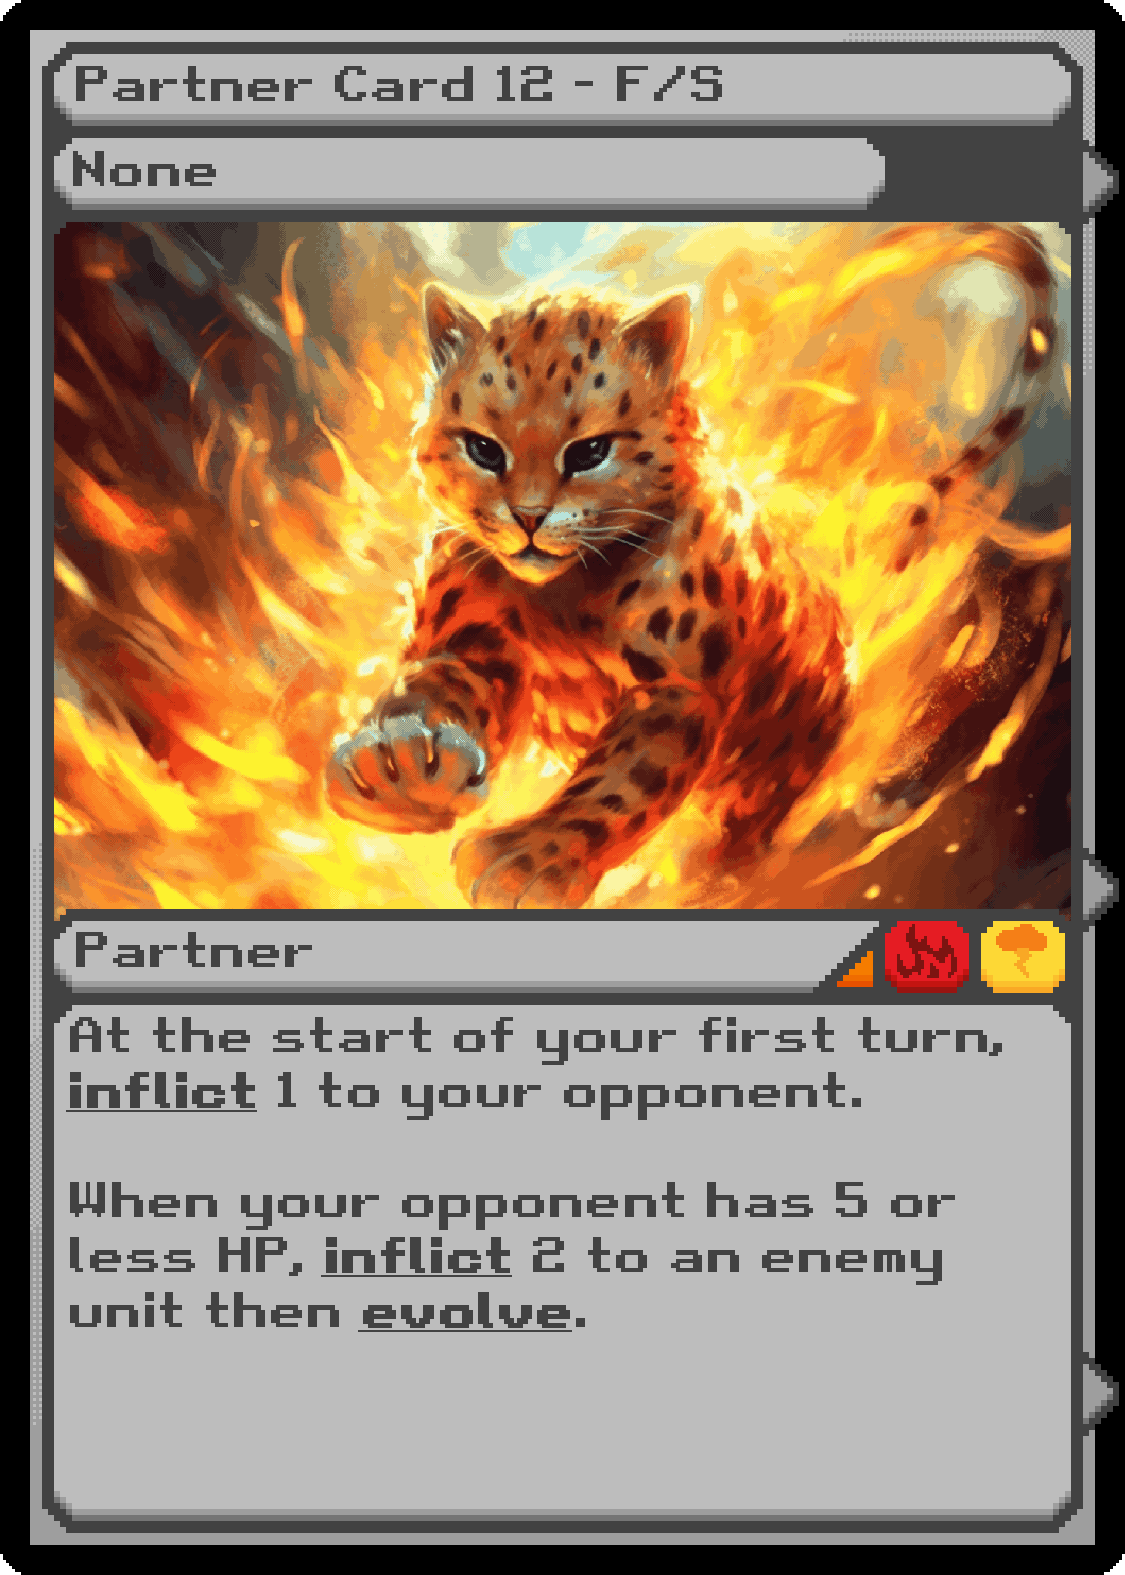 Partner Card 12 - F/S
None
Partner
At the start of your first turn,
inflict 1 to your opponent.
When your opponent has 5 or
less HP, inflict 2 to an enemy
unit then evolve.